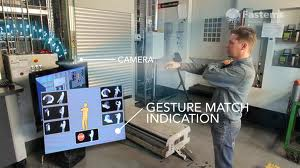 Fastems
CAMERA
GESTURE MATCH
INDICATION